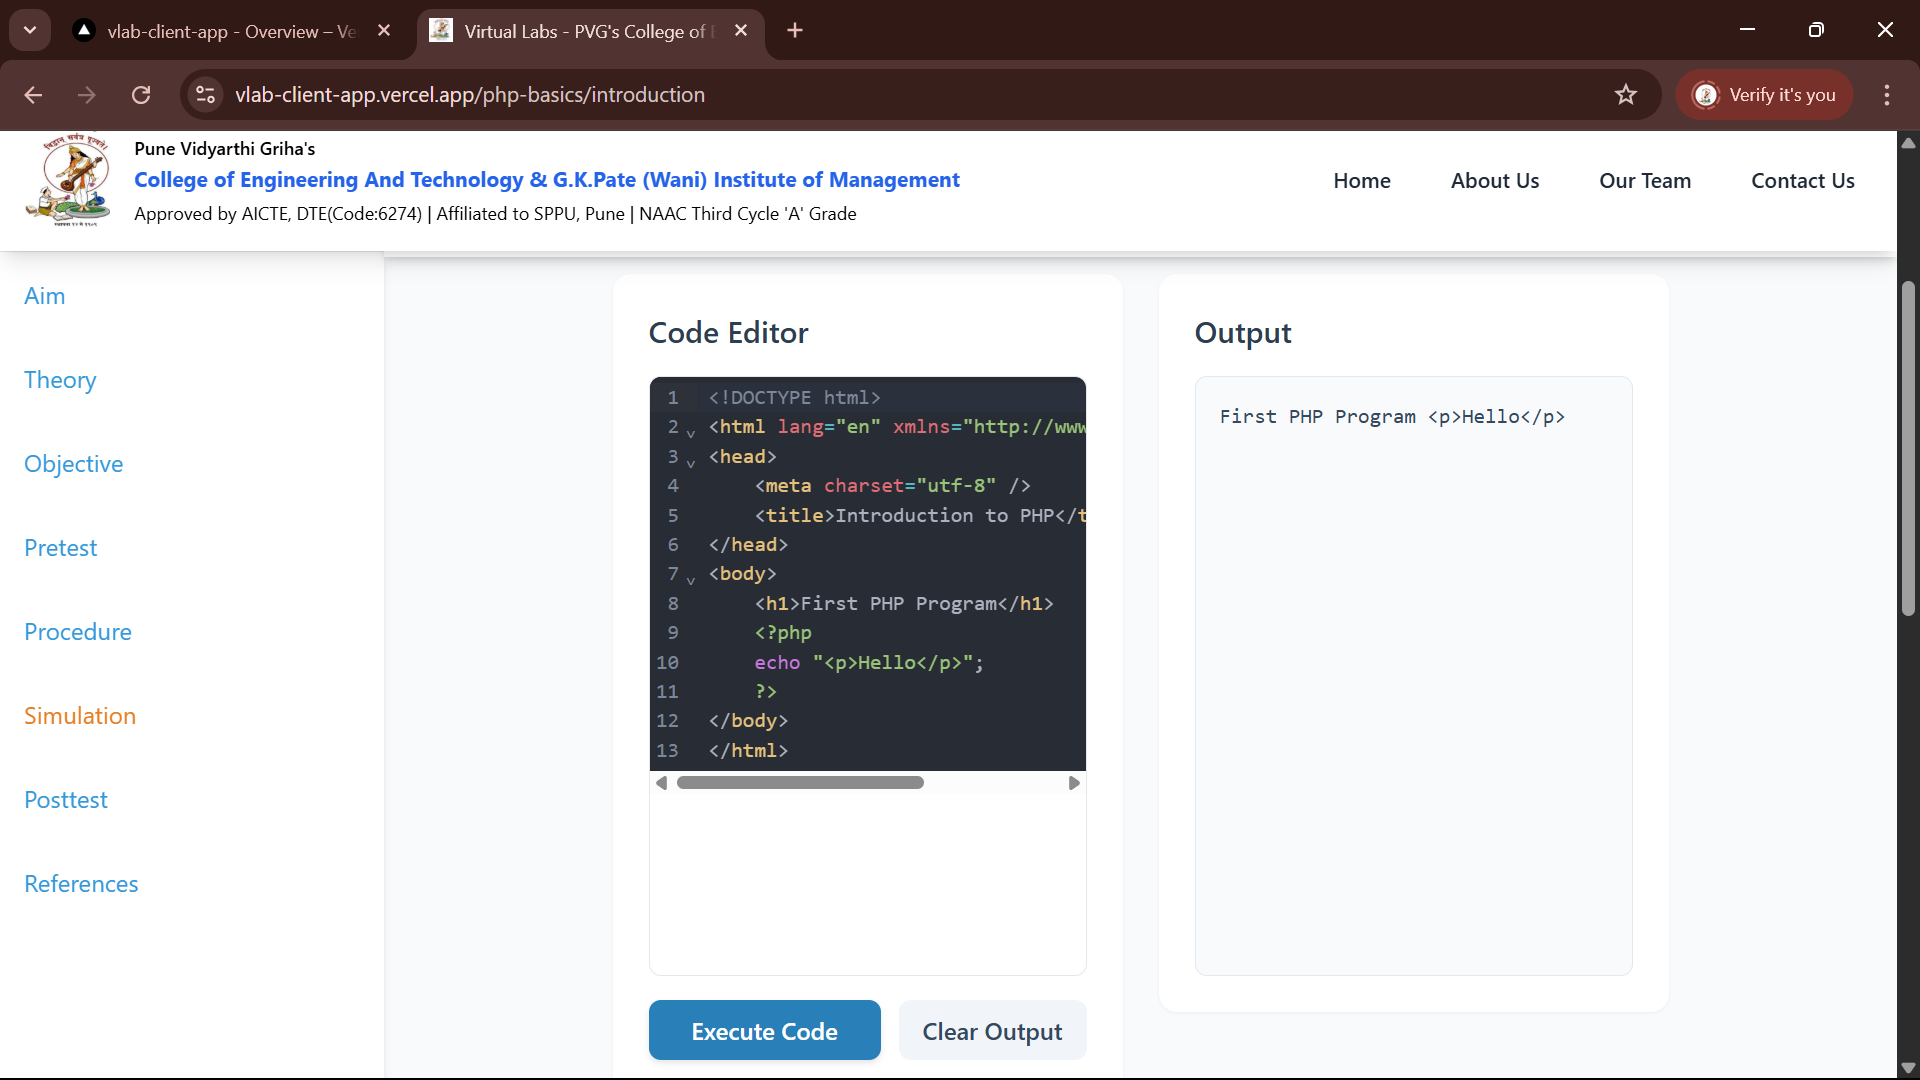 vlab-client-app - Overview – Ve
Virtual Labs - PVG's College of E
vlab-client-app.vercel.app/php-basics/introduction
Verify it's you
Pune Vidyarthi Griha's
College of Engineering And Technology & G.K.Pate (Wani) Institute of Management
Approved by AICTE, DTE(Code:6274) | Affiliated to SPPU, Pune | NAAC Third Cycle 'A' Grade
Home
About Us
Our Team
Contact Us
Aim
Theory
Objective
Pretest
Procedure
Simulation
Posttest
References
Code Editor
1 <!DOCTYPE html>
2 <html lang="en" xmlns="http://www
3 <head>
4 <meta charset="utf-8" />
5 <title>Introduction to PHP</t
6 </head>
7 <body>
8 <h1>First PHP Program</h1>
9 <?php
10 echo "<p>Hello</p>";
11 ?>
12 </body>
13 </html>
Execute Code
Clear Output
Output
First PHP Program <p>Hello</p>